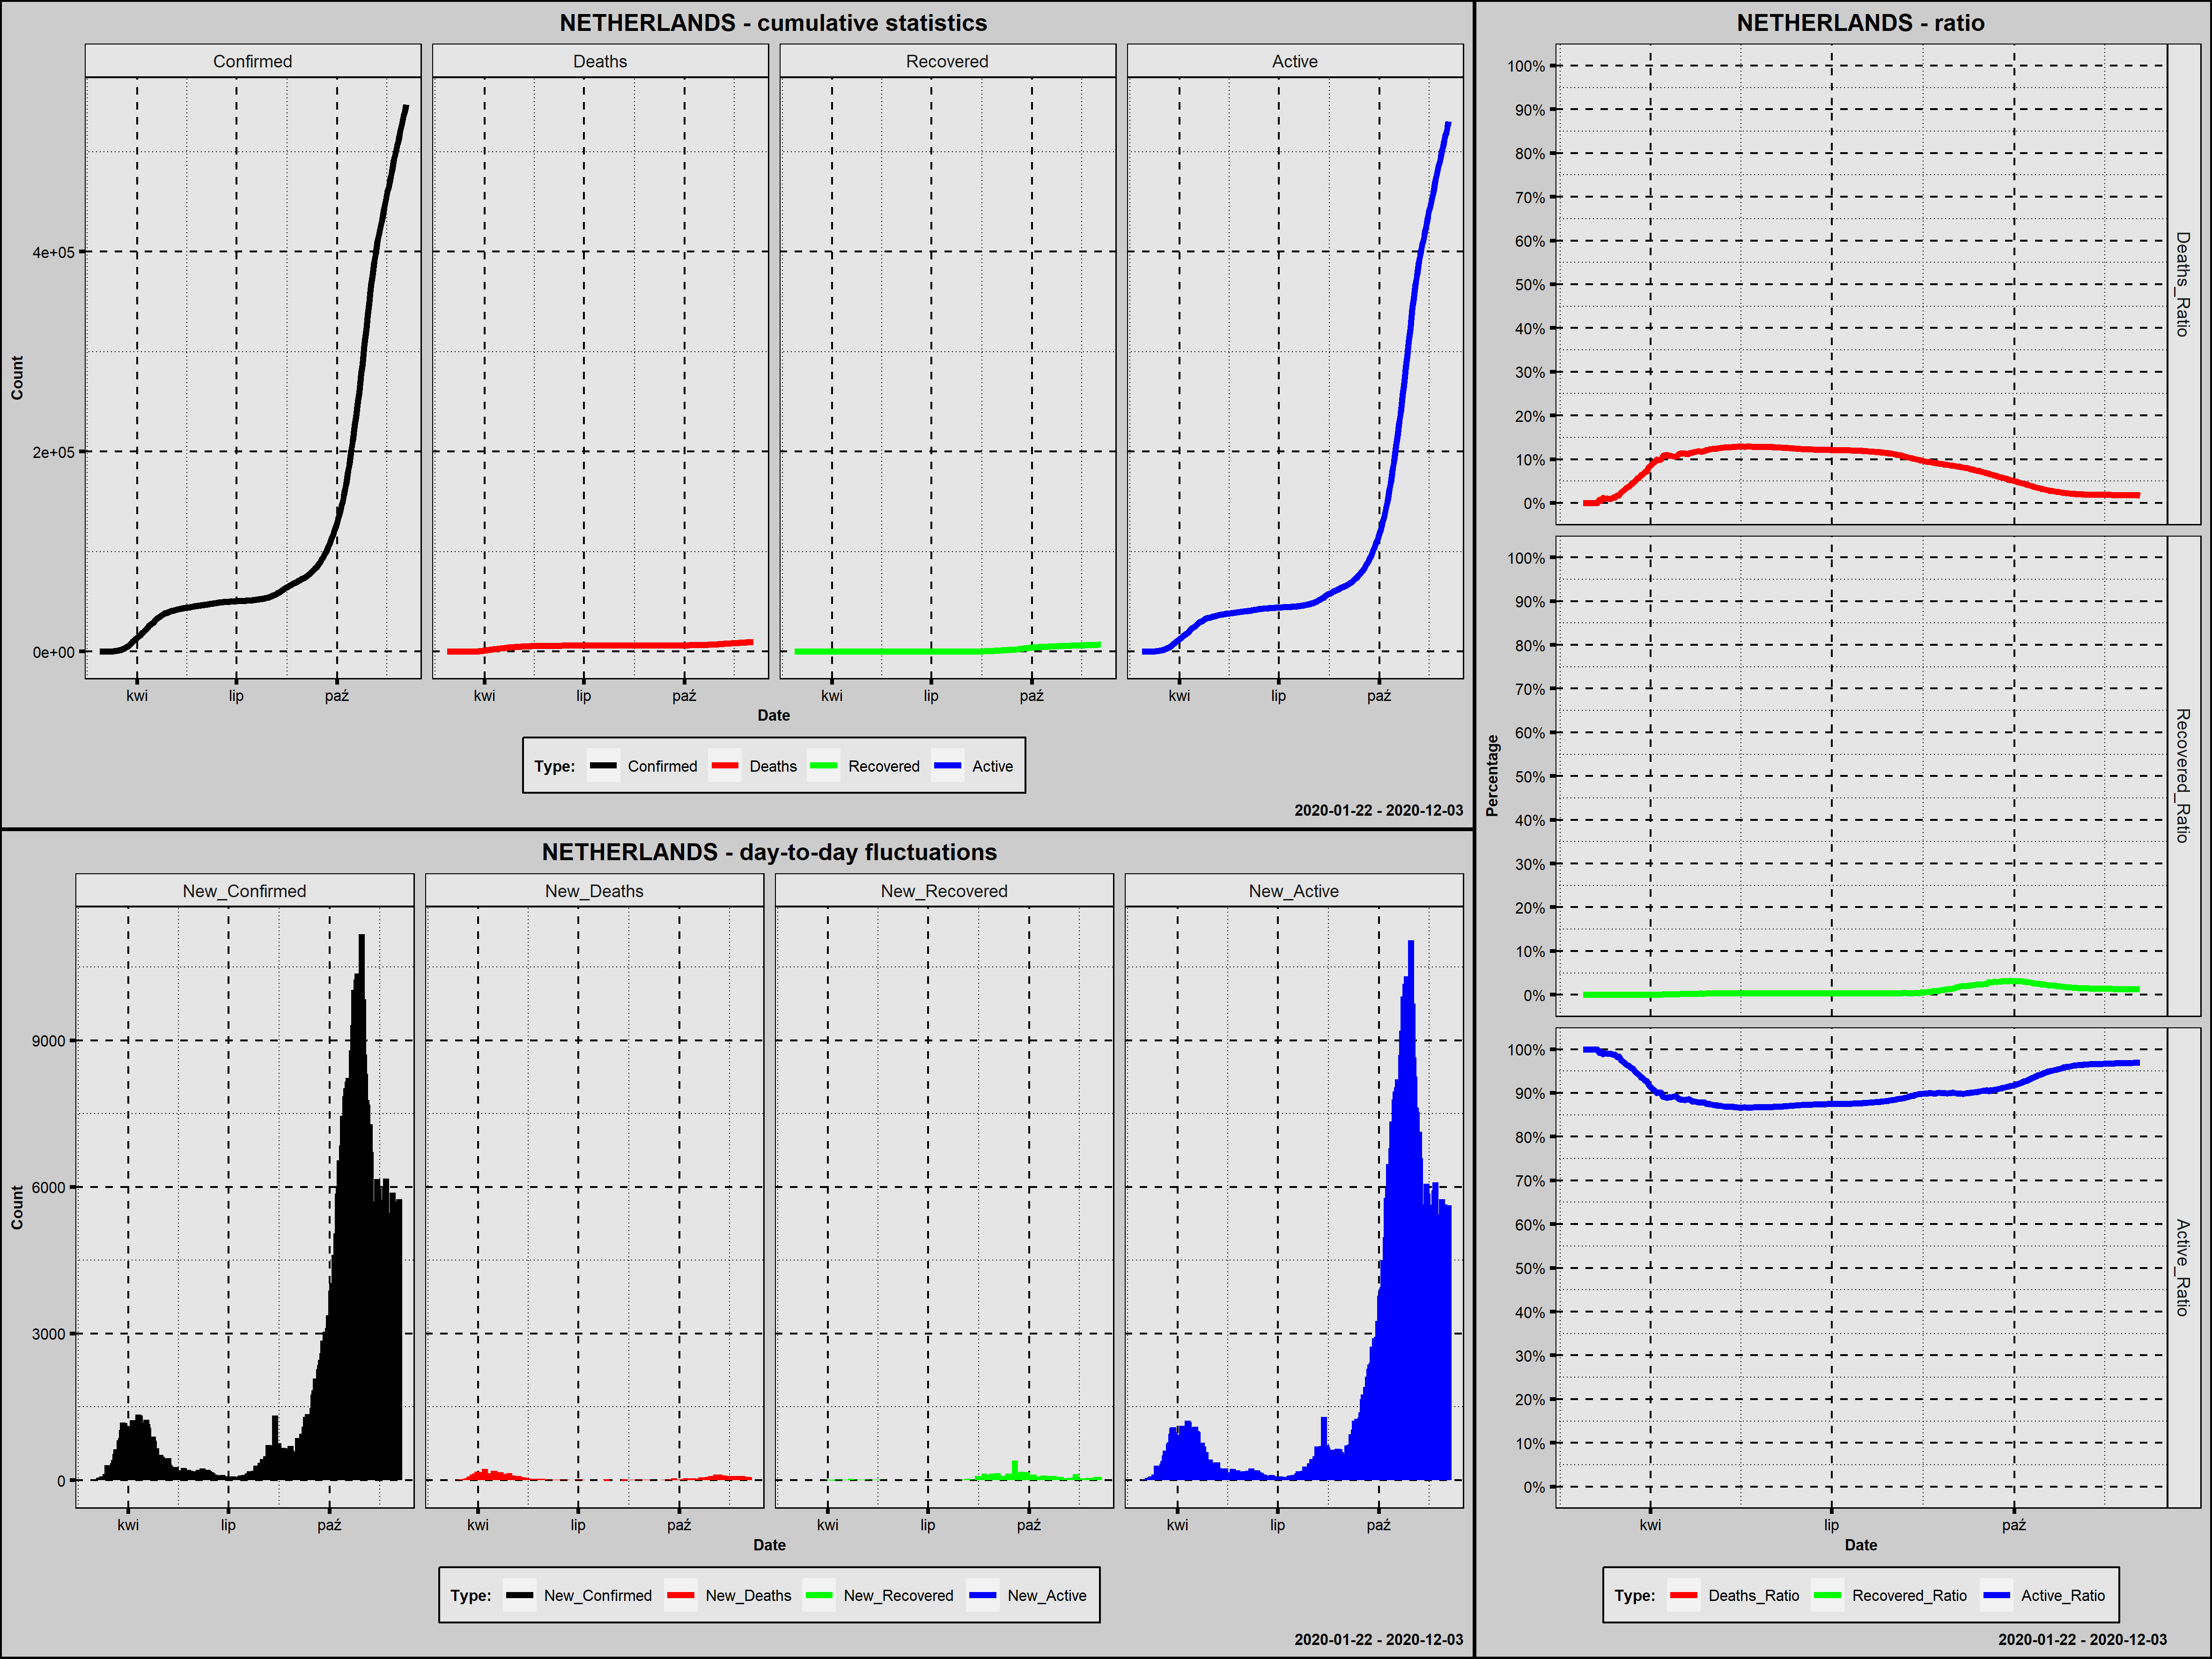 NETHERLANDS - cumulative statistics
Confirmed
Deaths
Recovered
Active
Count
4e+05
2e+05
0e+00
kwi lip paź
kwi lip paź
kwi lip paź
kwi lip paź
Date
Type: Confirmed Deaths Recovered Active
2020-01-22 - 2020-12-03
NETHERLANDS - day-to-day fluctuations
New_Confirmed
New_Deaths
New_Recovered
New_Active
Count
9000
6000
3000
0
kwi lip paź
kwi lip paź
kwi lip paź
kwi lip paź
Date
Type: New_Confirmed New_Deaths New_Recovered New_Active
2020-01-22 - 2020-12-03
NETHERLANDS - ratio
Percentage
100%
90%
80%
70%
60%
50%
40%
30%
20%
10%
0%
Deaths_Ratio
100%
90%
80%
70%
60%
50%
40%
30%
20%
10%
0%
Recovered_Ratio
100%
90%
80%
70%
60%
50%
40%
30%
20%
10%
0%
Active_Ratio
kwi lip paź
Date
Type: Deaths_Ratio Recovered_Ratio Active_Ratio
2020-01-22 - 2020-12-03